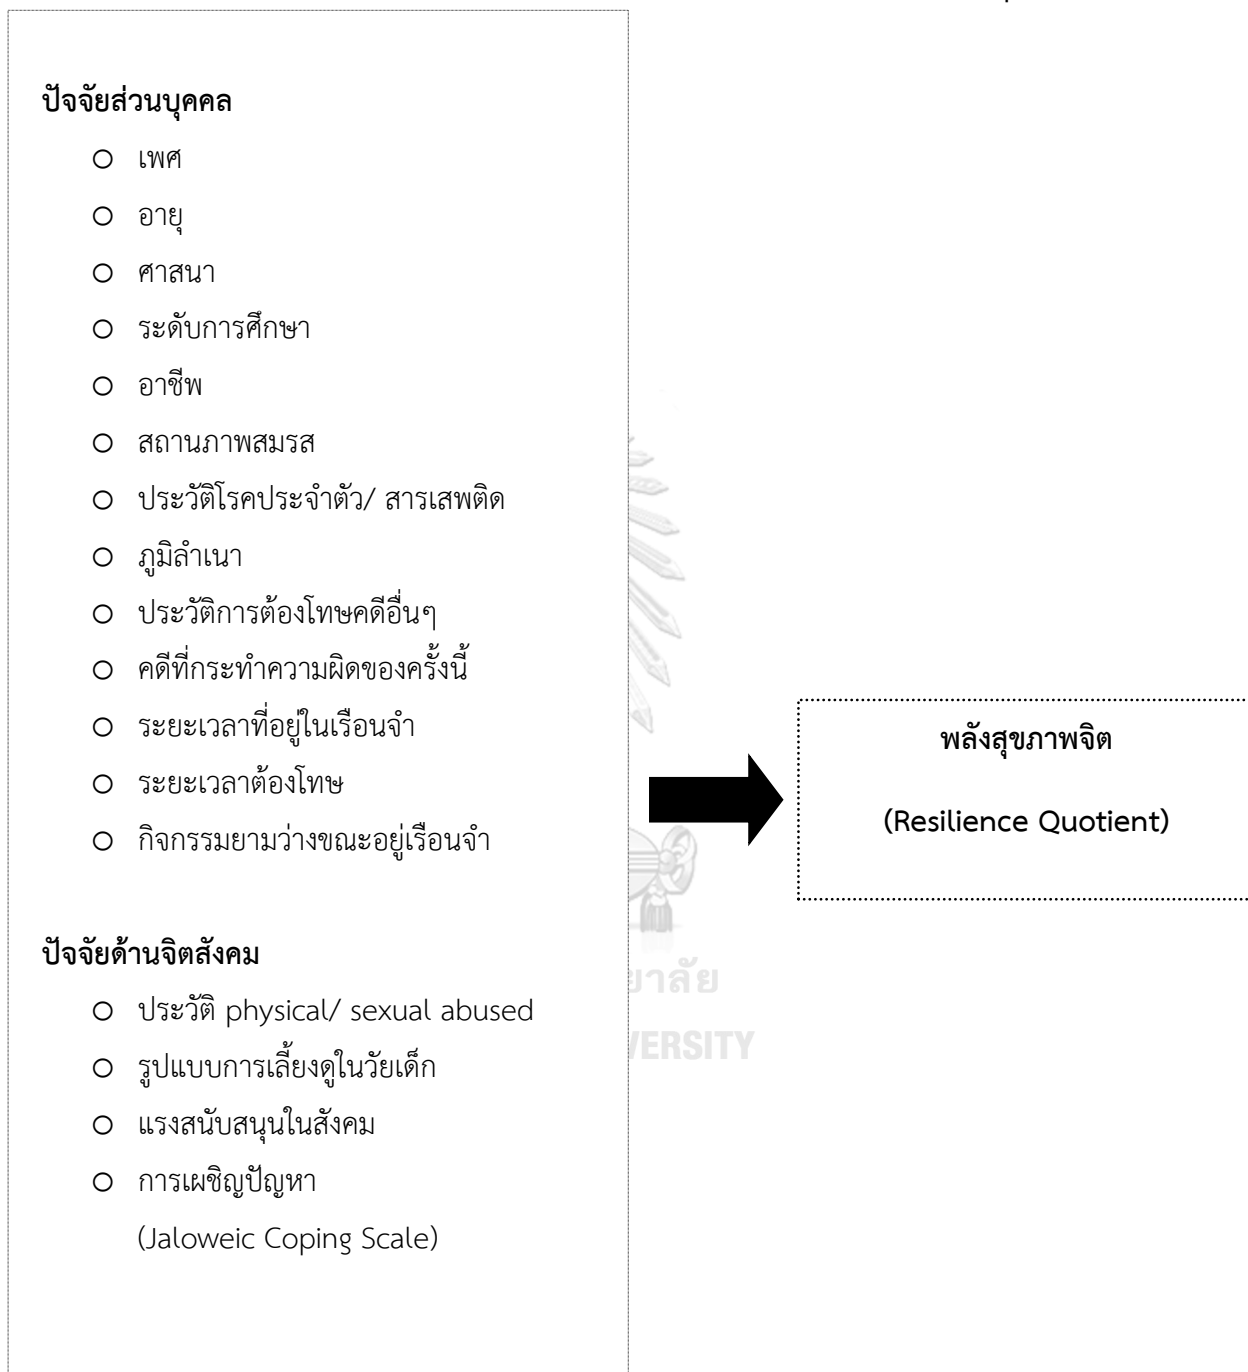 ปัจจัยส่วนบุคคล
เพศ
อายุ
ศาสนา
ระดับการศึกษา
อาชีพ
สถานภาพสมรส
ประวัติโรคประจำตัว/ สารเสพติด
ภูมิลำเนา
ประวัติการต้องโทษคดีอื่นๆ
คดีที่กระทำความผิดของครั้งนี้
ระยะเวลาที่อยู่ในเรือนจำ
ระยะเวลาต้องโทษ
กิจกรรมยามว่างขณะอยู่เรือนจำ
ปัจจัยด้านจิตสังคม
ประวัติ physical/ sexual abused
รูปแบบการเลี้ยงดูในวัยเด็ก
แรงสนับสนุนในสังคม
การเผชิญปัญหา
(Jaloweic Coping Scale)
พลังสุขภาพจิต
(Resilience Quotient)
ยาลัย
VERSITY